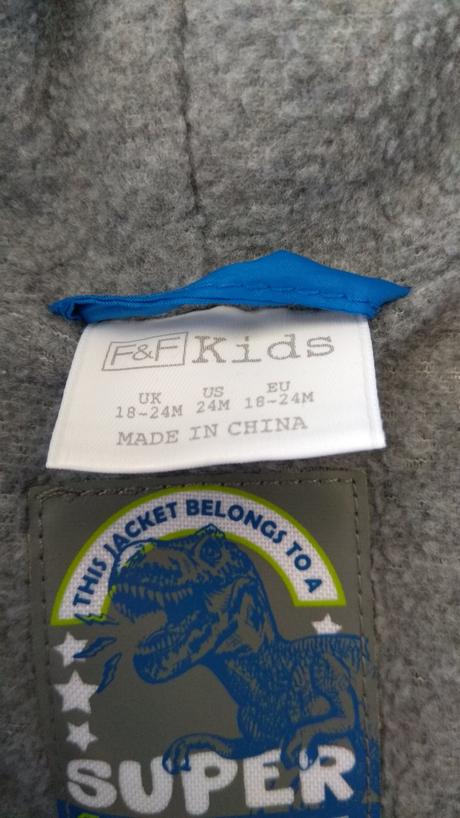 F&F Kids
UK US EU
18-24M 24M 18-24M
MADE IN CHINA
THIS JACKET BELONGS TO A
SUPER